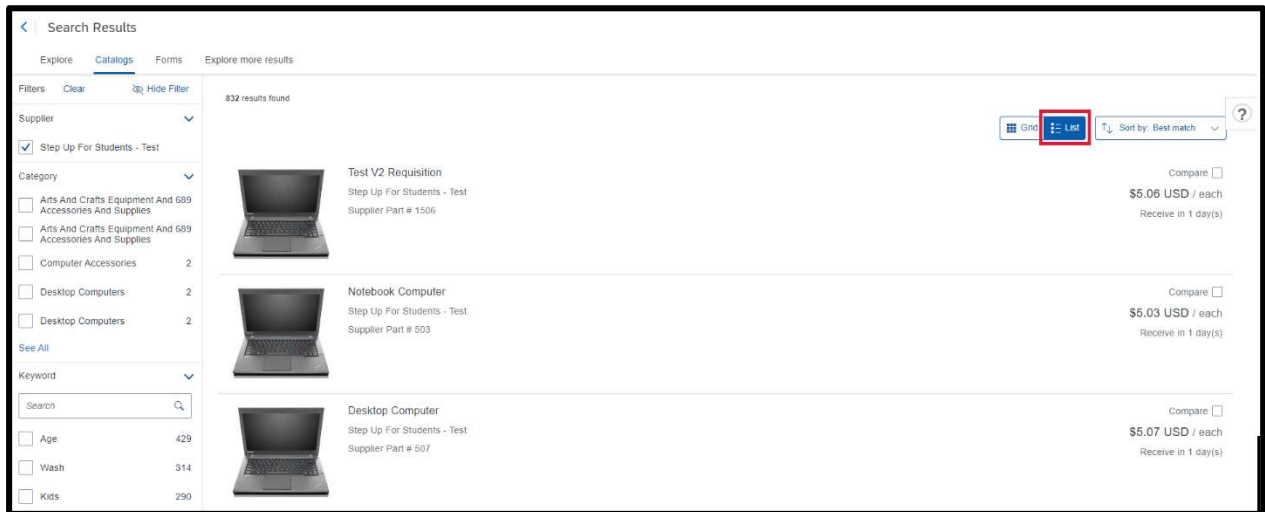 Search Results
Explore Catalogs Forms Explore more results
Filters Clear Hide Filter
832 results found
Grid List Sort by: Best match
?
Supplier
Step Up For Students - Test
Category
Arts And Crafts Equipment And 689
Accessories And Supplies
Arts And Crafts Equipment And 689
Accessories And Supplies
Computer Accessories 2
Desktop Computers 2
Desktop Computers 2
See All
Keyword
Search
Age 429
Wash 314
Kids 290
Test V2 Requisition
Step Up For Students - Test
Supplier Part # 1506
Compare
$5.06 USD / each
Receive in 1 day(s)
Notebook Computer
Step Up For Students - Test
Supplier Part # 503
Compare
$5.03 USD / each
Receive in 1 day(s)
Desktop Computer
Step Up For Students - Test
Supplier Part # 507
Compare
$5.07 USD / each
Receive in 1 day(s)